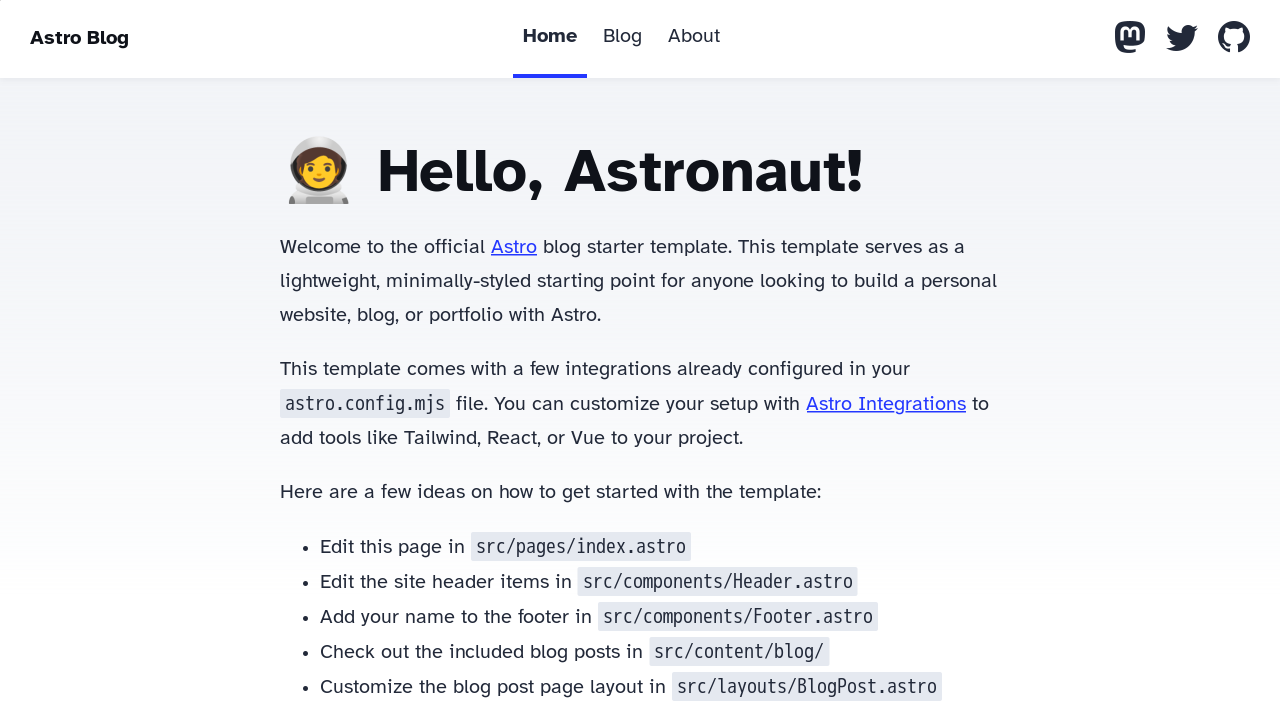 Astro Blog
Home
Blog
About
Hello, Astronaut!
Welcome to the official Astro blog starter template. This template serves as a
lightweight, minimally-styled starting point for anyone looking to build a personal
website, blog, or portfolio with Astro.
This template comes with a few integrations already configured in your
astro.config.mjs file. You can customize your setup with Astro Integrations to
add tools like Tailwind, React, or Vue to your project.
Here are a few ideas on how to get started with the template:
• Edit this page in src/pages/index.astro
• Edit the site header items in src/components/Header.astro
• Add your name to the footer in src/components/Footer.astro
• Check out the included blog posts in src/content/blog/
• Customize the blog post page layout in src/layouts/BlogPost.astro